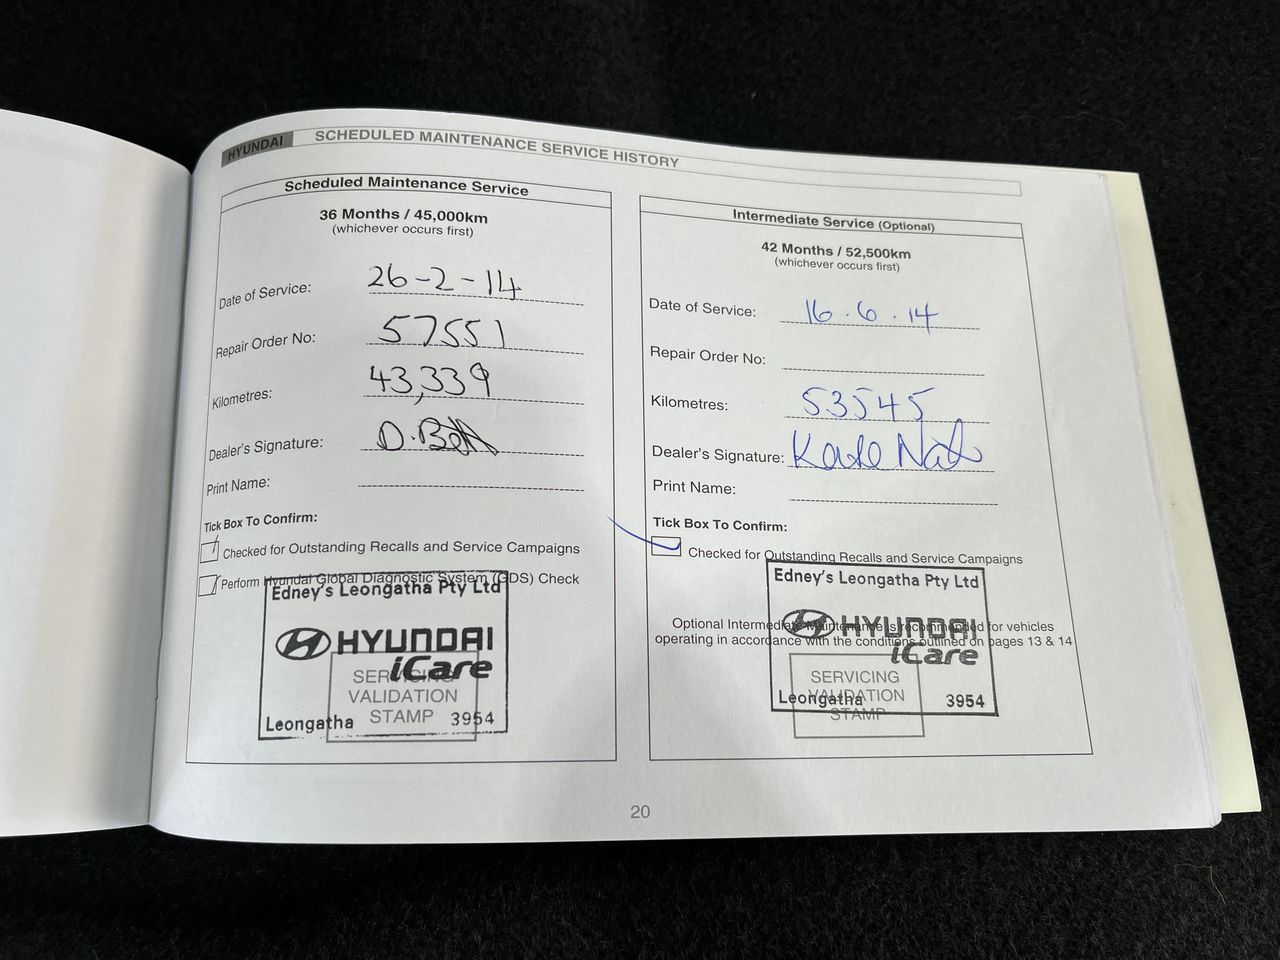 HYUNDAI SCHEDULED MAINTENANCE SERVICE HISTORY
Scheduled Maintenance Service
36 Months / 45,000km
(whichever occurs first)
Date of Service: 26-2-14
Repair Order No: 57551
Kilometres: 43,339
Dealer's Signature: D.
Print Name:
Tick Box To Confirm:
Checked for Outstanding Recalls and Service Campaigns
Perform Hyundai Global Diagnostic System (GDS) Check
Edney's Leongatha Pty Ltd
HYUNDAI
iCare
SERVICING
VALIDATION
STAMP
Leongatha 3954
Intermediate Service (Optional)
42 Months / 52,500km
(whichever occurs first)
Date of Service: 16.6.14
Repair Order No:
Kilometres: 53545
Dealer's Signature:
Print Name:
Tick Box To Confirm:
Checked for Outstanding Recalls and Service Campaigns
Optional Intermediate Maintenance is recommended for vehicles
operating in accordance with the conditions outlined on pages 13 & 14
Edney's Leongatha Pty Ltd
HYUNDAI
iCare
SERVICING
VALIDATION
STAMP
Leongatha 3954
20